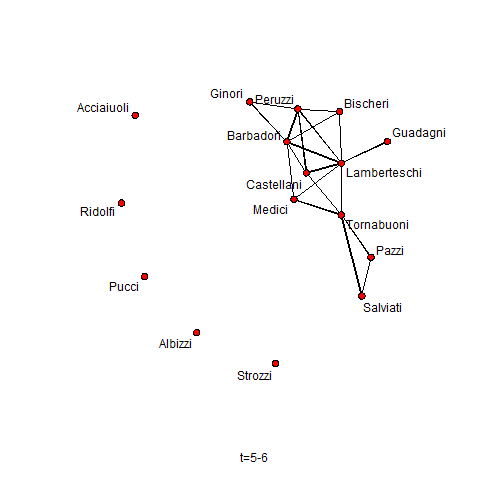 Ginori
Peruzzi
Bischeri
Acciaiuoli
Barbadori
Guadagni
Lamberteschi
Castellani
Ridolfi
Medici
Tornabuoni
Pazzi
Pucci
Salviati
Albizzi
Strozzi
t=5-6